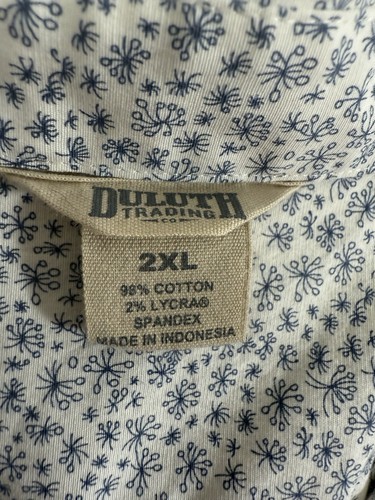 DULUTH
TRADING
CO
2XL
98% COTTON
2% LYCRA®
SPANDEX
MADE IN INDONESIA